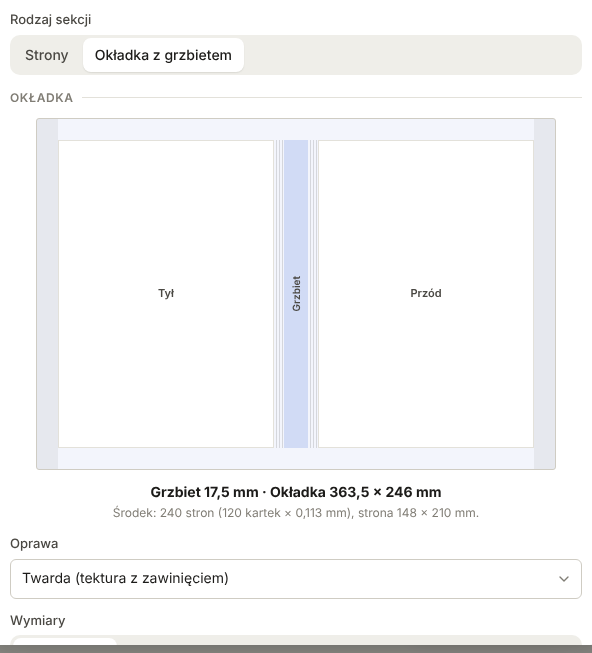 Rodzaj sekcji
Strony
Okładka z grzbietem
OKŁADKA
Tył
Grzbiet
Przód
Grzbiet 17,5 mm · Okładka 363,5 × 246 mm
Środek: 240 stron (120 kartek × 0,113 mm), strona 148 × 210 mm.
Oprawa
Twarda (tektura z zawinięciem)
Wymiary